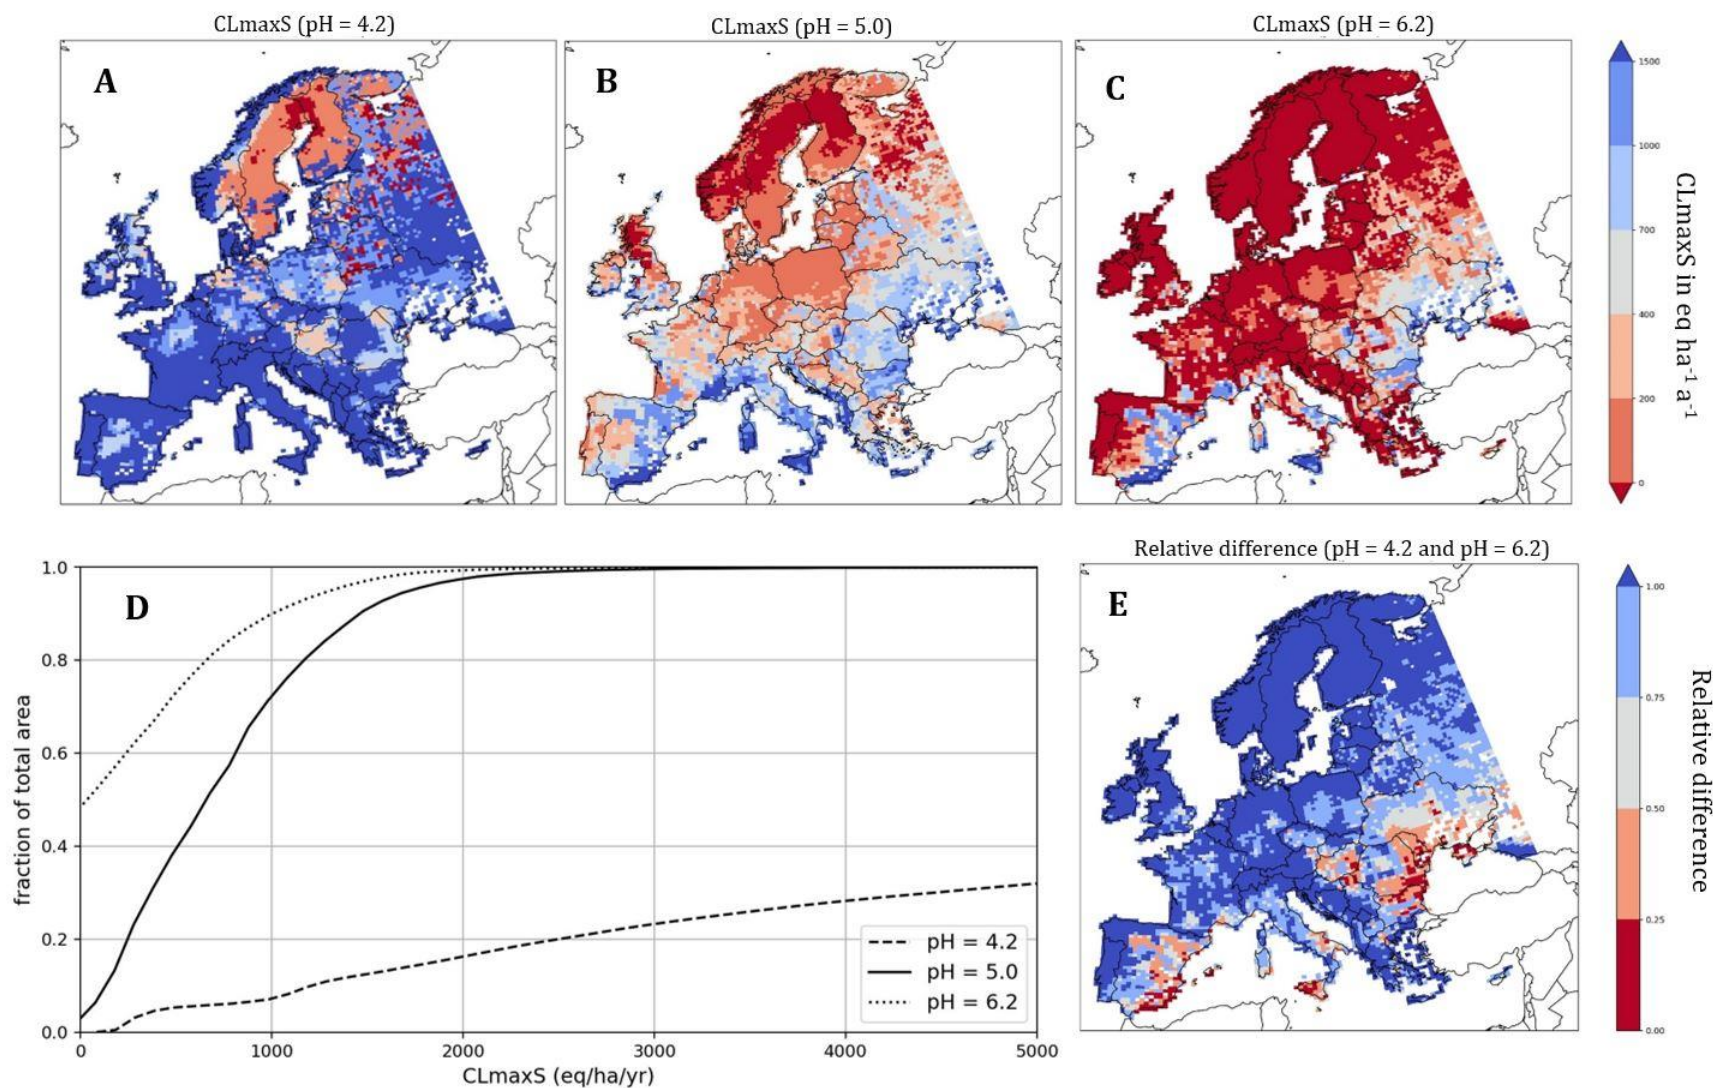 CLmaxS (pH = 4.2)
CLmaxS (pH = 5.0)
CLmaxS (pH = 6.2)
A
B
C
1500
1000
700
400
200
0
CLmaxS in eq ha⁻¹ a⁻¹
D
1.0
0.8
0.6
0.4
0.2
0.0
fraction of total area
0 1000 2000 3000 4000 5000
CLmaxS (eq/ha/yr)
pH = 4.2
pH = 5.0
pH = 6.2
Relative difference (pH = 4.2 and pH = 6.2)
E
1.00
0.75
0.50
0.25
0.00
Relative difference